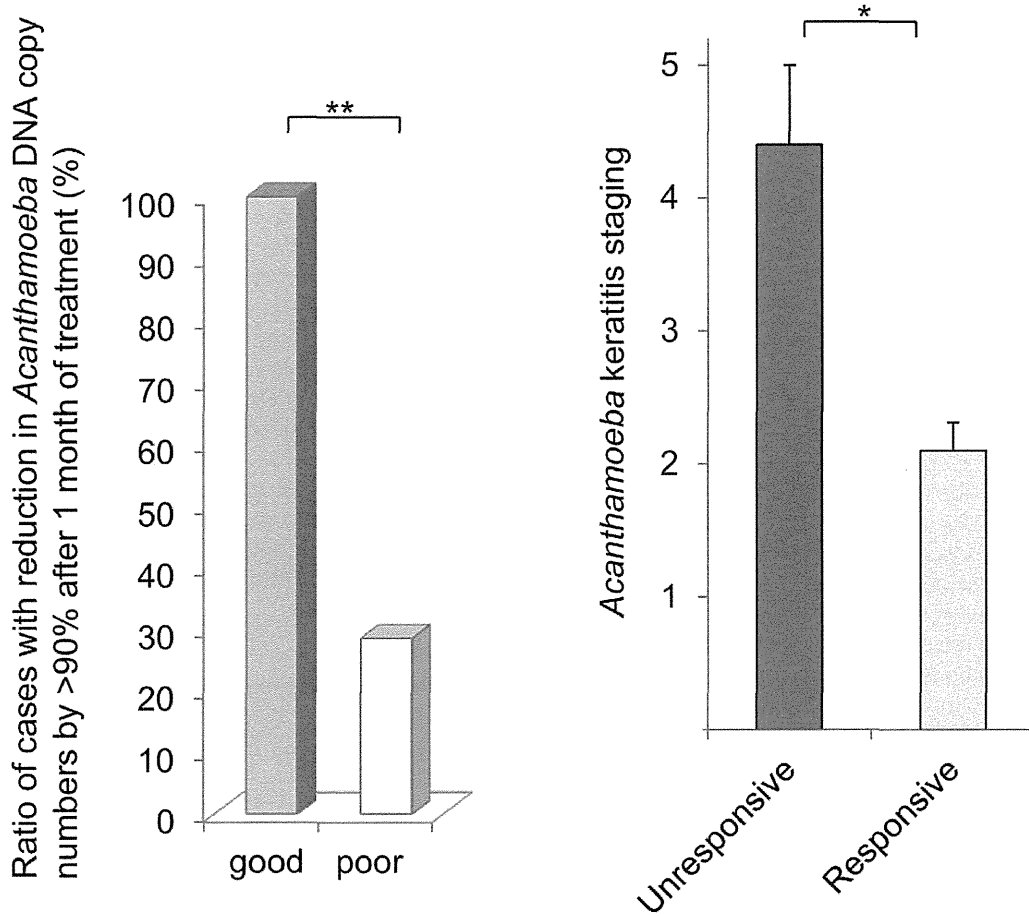 Ratio of cases with reduction in Acanthamoeba DNA copy
numbers by >90% after 1 month of treatment (%)
**
100
90
80
70
60
50
40
30
20
10
0
good
poor
Acanthamoeba keratitis staging
*
5
4
3
2
1
Unresponsive
Responsive